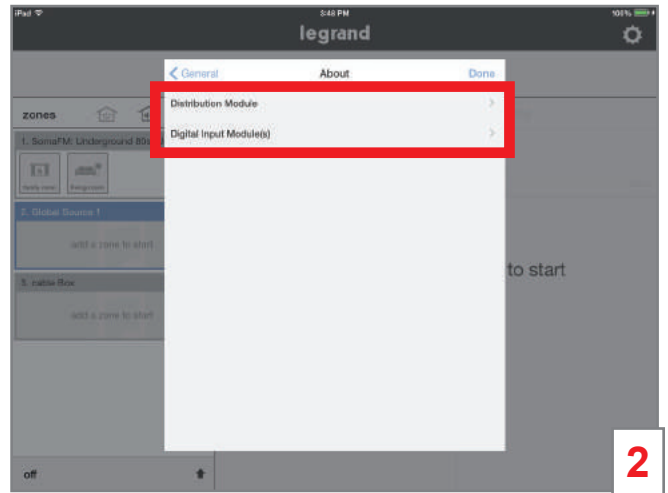 iPad 3:48 PM 100%
legrand
General About Done
Distribution Module
Digital Input Module(s)
zones
1. SomaFM: Underground 80s
family room
2. Global Source 1
add a zone to start
to start
3. cable Box
add a zone to start
off
2